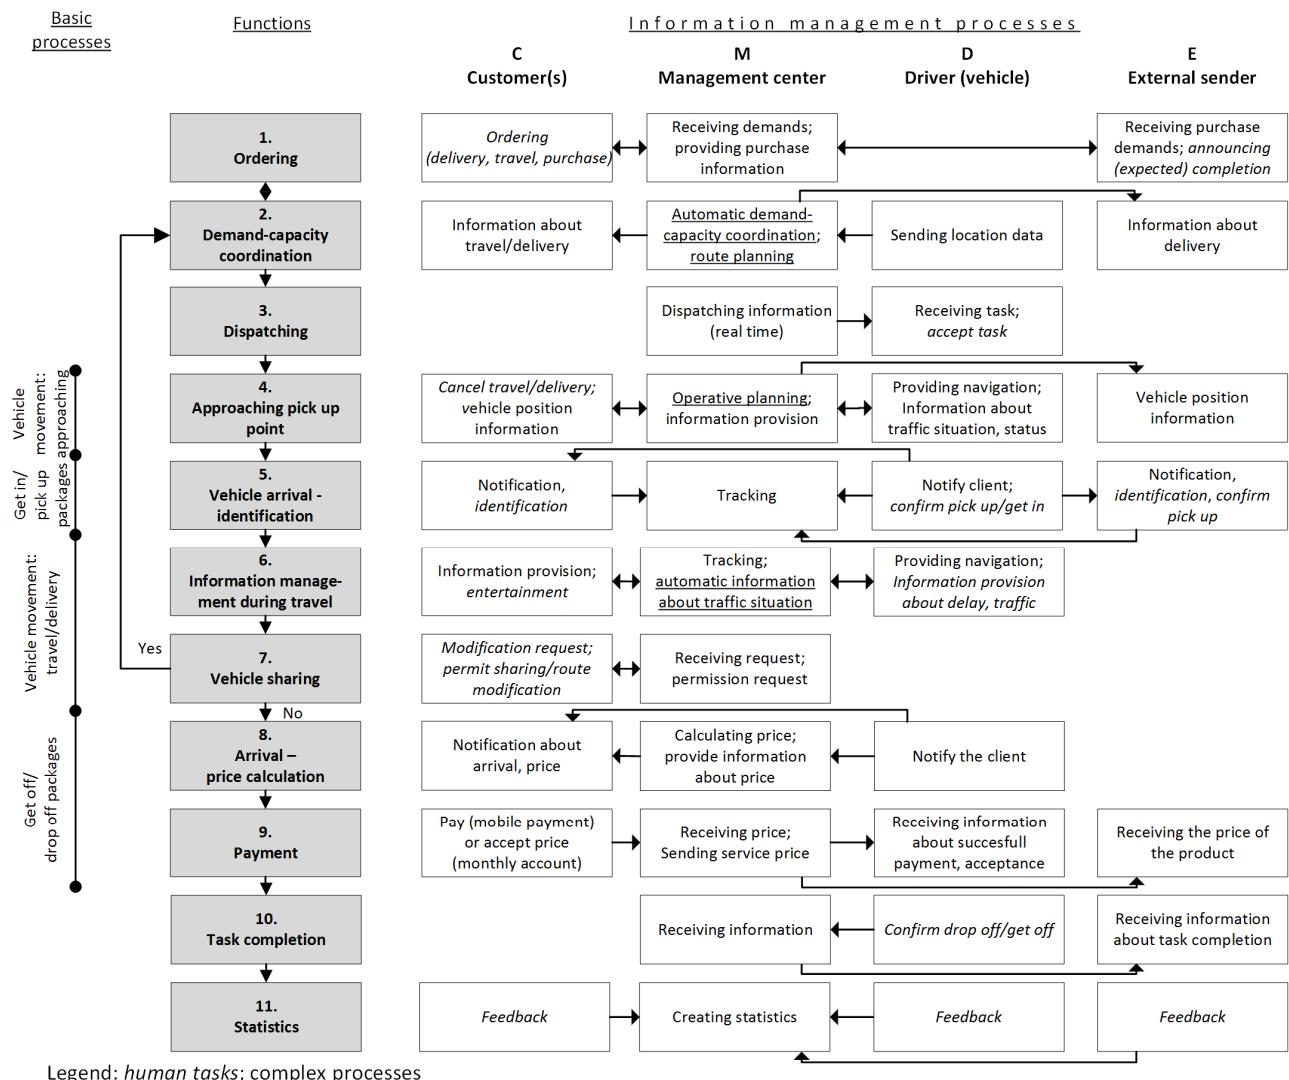 Basic
processes
Functions
Information management processes
C
Customer(s)
M
Management center
D
Driver (vehicle)
E
External sender
1.
Ordering
Ordering
(delivery, travel, purchase)
Receiving demands;
providing purchase
information
Receiving purchase
demands; announcing
(expected) completion
2.
Demand-capacity
coordination
Information about
travel/delivery
Automatic demand-
capacity coordination;
route planning
Sending location data
Information about
delivery
3.
Dispatching
Dispatching information
(real time)
Receiving task;
accept task
Vehicle
movement:
approaching
4.
Approaching pick up
point
Cancel travel/delivery;
vehicle position
information
Operative planning;
information provision
Providing navigation;
Information about
traffic situation, status
Vehicle position
information
Get in/
pick up
packages
5.
Vehicle arrival -
identification
Notification,
identification
Tracking
Notify client;
confirm pick up/get in
Notification,
identification, confirm
pick up
Vehicle movement:
travel/delivery
6.
Information manage-
ment during travel
Information provision;
entertainment
Tracking;
automatic information
about traffic situation
Providing navigation;
Information provision
about delay, traffic
Yes
7.
Vehicle sharing
Modification request;
permit sharing/route
modification
Receiving request;
permission request
No
Get off/
drop off packages
8.
Arrival –
price calculation
Notification about
arrival, price
Calculating price;
provide information
about price
Notify the client
9.
Payment
Pay (mobile payment)
or accept price
(monthly account)
Receiving price;
Sending service price
Receiving information
about succesfull
payment, acceptance
Receiving the price of
the product
10.
Task completion
Receiving information
Confirm drop off/get off
Receiving information
about task completion
11.
Statistics
Feedback
Creating statistics
Feedback
Feedback
Legend: human tasks; complex processes